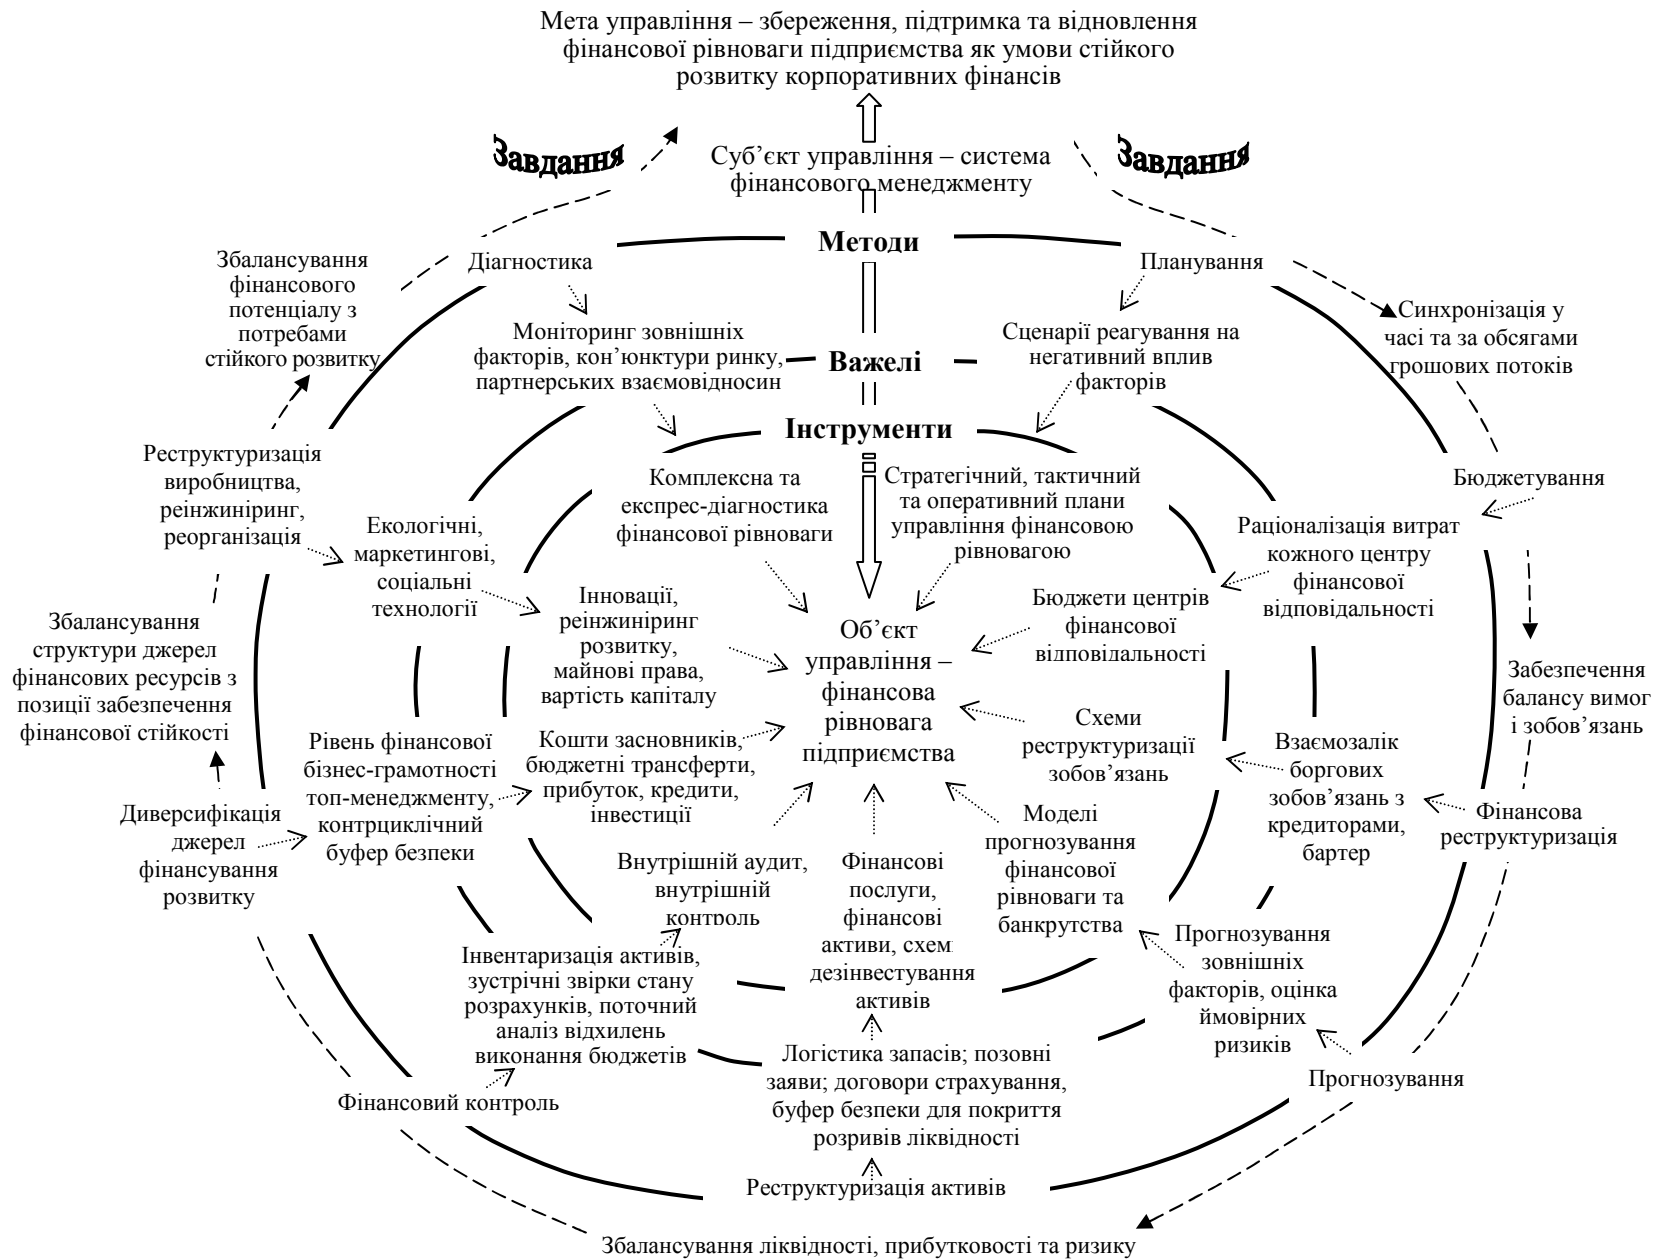 Мета управління – збереження, підтримка та відновлення
фінансової рівноваги підприємства як умови стійкого
розвитку корпоративних фінансів
Завдання
Суб’єкт управління – система
фінансового менеджменту
Завдання
Методи
Важелі
Інструменти
Діагностика
Планування
Збалансування
фінансового
потенціалу з
потребами
стійкого розвитку
Моніторинг зовнішніх
факторів, кон’юнктури ринку,
партнерських взаємовідносин
Сценарії реагування на
негативний вплив
факторів
Синхронізація у
часі та за обсягами
грошових потоків
Реструктуризація
виробництва,
реінжиніринг,
реорганізація
Комплексна та
експрес-діагностика
фінансової рівноваги
Стратегічний, тактичний
та оперативний плани
управління фінансовою
рівновагою
Бюджетування
Екологічні,
маркетингові,
соціальні
технології
Раціоналізація витрат
кожного центру
фінансової
відповідальності
Інновації,
реінжиніринг
розвитку,
майнові права,
вартість капіталу
Об’єкт
управління –
фінансова
рівновага
підприємства
Бюджети центрів
фінансової
відповідальності
Збалансування
структури джерел
фінансових ресурсів з
позиції забезпечення
фінансової стійкості
Забезпечення
балансу вимог
і зобов’язань
Рівень фінансової
бізнес-грамотності
топ-менеджменту,
контрциклічний
буфер безпеки
Кошти засновників,
бюджетні трансферти,
прибуток, кредити,
інвестиції
Схеми
реструктуризації
зобов’язань
Взаємозалік
боргових
зобов’язань з
кредиторами,
бартер
Диверсифікація
джерел
фінансування
розвитку
Фінансова
реструктуризація
Внутрішній аудит,
внутрішній
контроль
Фінансові
послуги,
фінансові
активи, схем
дезінвестування
активів
Моделі
прогнозування
фінансової
рівноваги та
банкрутства
Інвентаризація активів,
зустрічні звірки стану
розрахунків, поточний
аналіз відхилень
виконання бюджетів
Прогнозування
зовнішніх
факторів, оцінка
ймовірних
ризиків
Логістика запасів; позовні
заяви; договори страхування,
буфер безпеки для покриття
розривів ліквідності
Фінансовий контроль
Прогнозування
Реструктуризація активів
Збалансування ліквідності, прибутковості та ризику